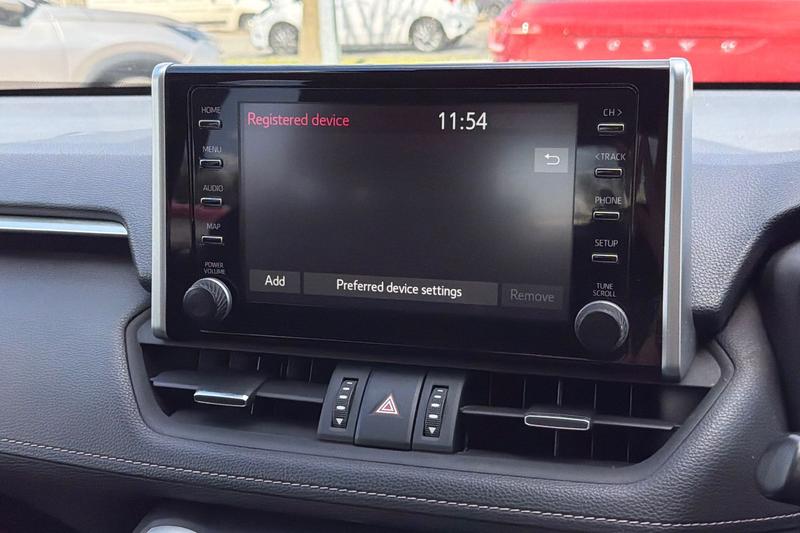 VOLVO
HOME
MENU
AUDIO
MAP
POWER
VOLUME
Registered device
11:54
Add
Preferred device settings
Remove
CH >
< TRACK
PHONE
SETUP
TUNE
SCROLL